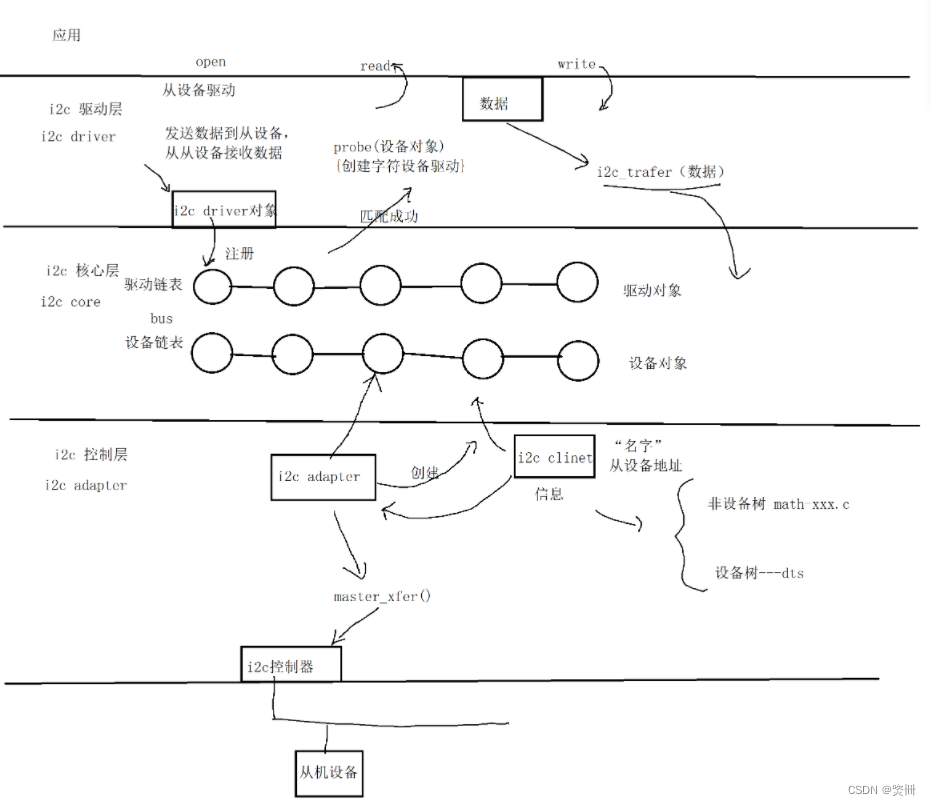 应用
open
read
write
从设备驱动
数据
i2c 驱动层
i2c driver
发送数据到从设备，
从从设备接收数据
probe(设备对象)
{创建字符设备驱动}
i2c_trafer（数据）
i2c driver对象
匹配成功
注册
i2c 核心层
i2c core
驱动链表
驱动对象
bus
设备链表
设备对象
i2c 控制层
i2c adapter
i2c adapter
创建
i2c clinet
信息
“名字”
从设备地址
非设备树 math-xxx.c
设备树---dts
master_xfer()
i2c控制器
从机设备